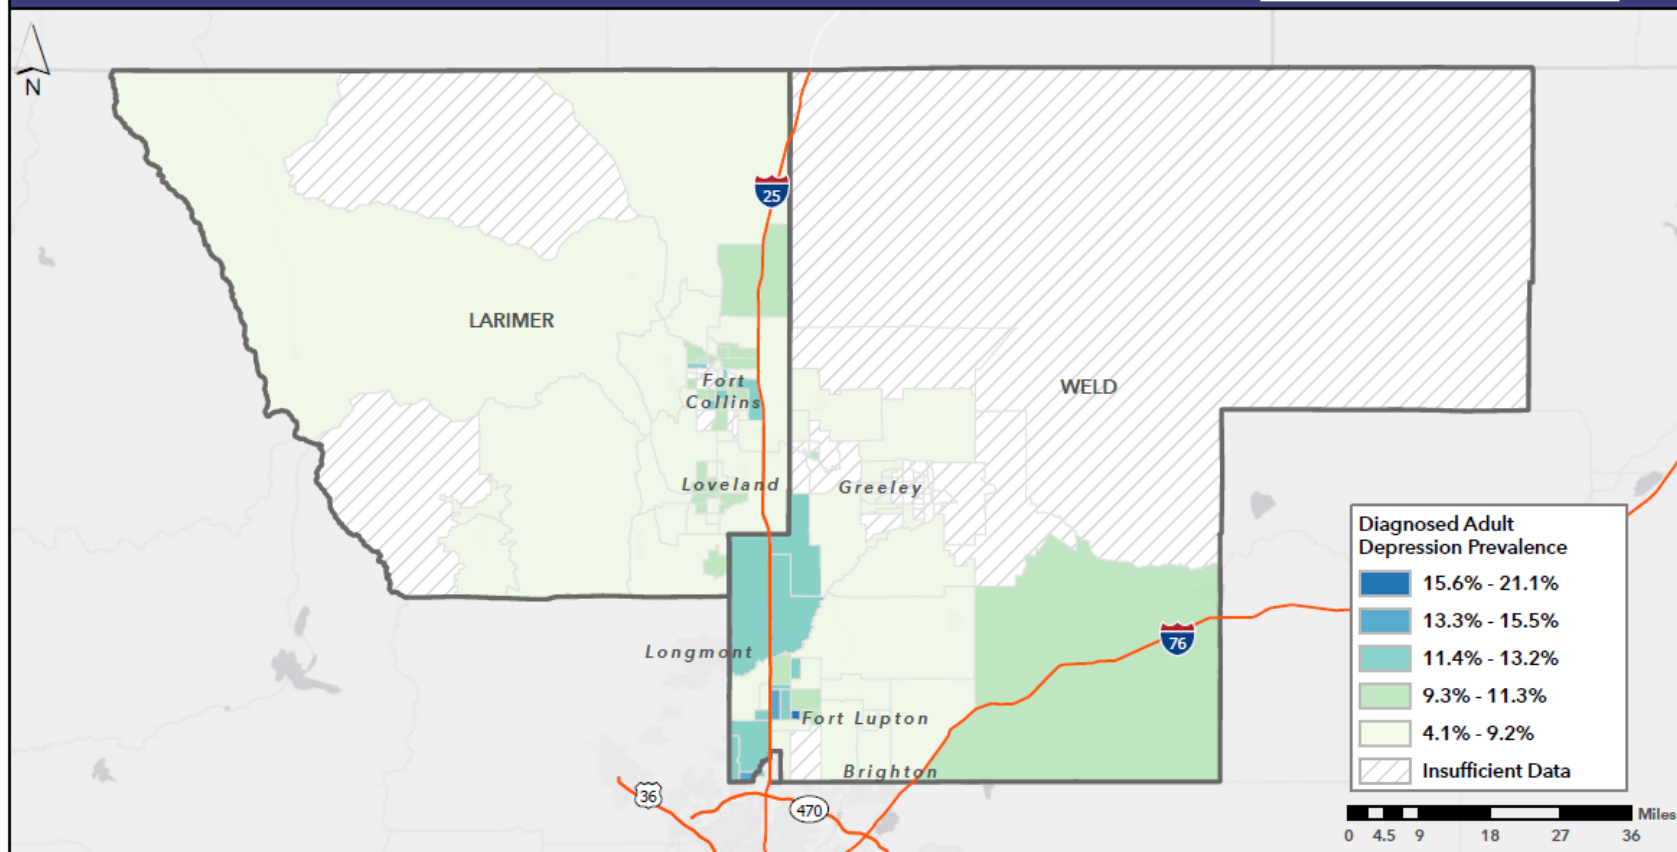 N
25
LARIMER
WELD
Fort
Collins
Loveland
Greeley
Longmont
76
Fort Lupton
Brighton
36
470
Diagnosed Adult
Depression Prevalence
15.6% - 21.1%
13.3% - 15.5%
11.4% - 13.2%
9.3% - 11.3%
4.1% - 9.2%
Insufficient Data
Miles
0 4.5 9 18 27 36